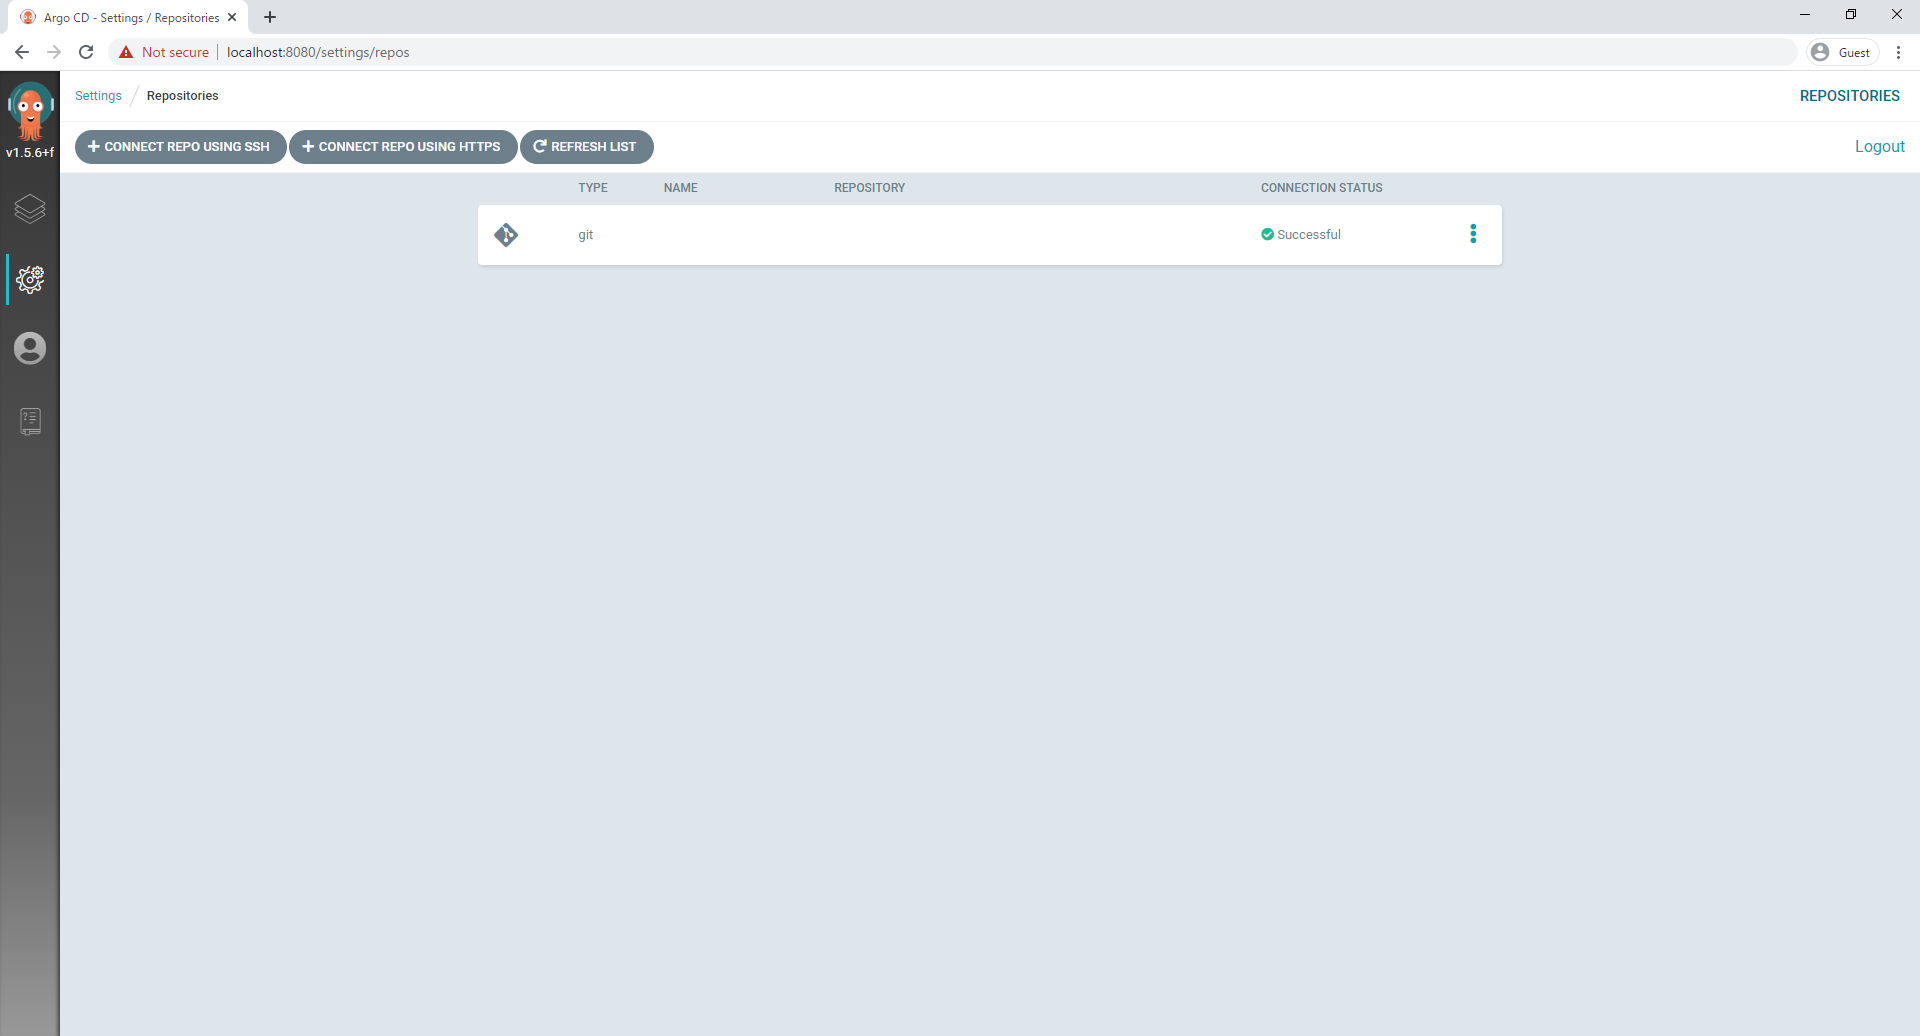 Argo CD - Settings / Repositories
Not secure localhost:8080/settings/repos Guest
v1.5.6+f
Settings / Repositories REPOSITORIES
CONNECT REPO USING SSH CONNECT REPO USING HTTPS REFRESH LIST Logout
TYPE NAME REPOSITORY CONNECTION STATUS
git Successful